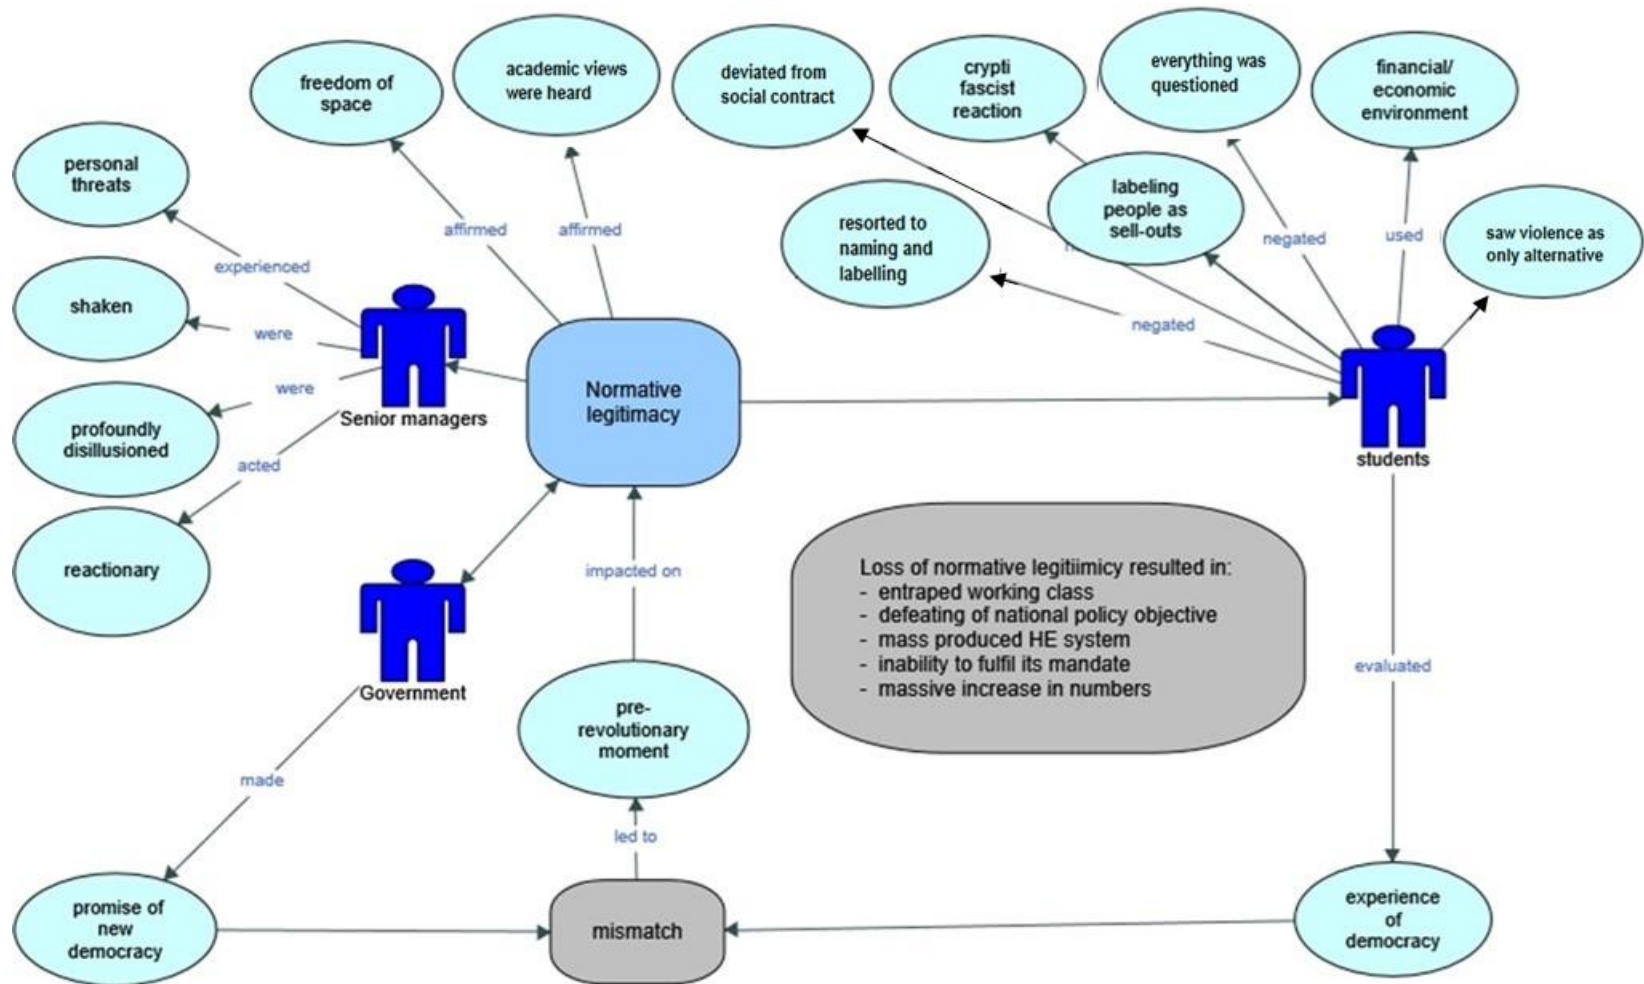 freedom of
space
academic views
were heard
deviated from
social contract
crypti
fascist
reaction
everything was
questioned
financial/
economic
environment
personal
threats
labeling
people as
sell-outs
resorted to
naming and
labelling
saw violence as
only alternative
affirmed
affirmed
negated
used
experienced
shaken
were
negated
were
profoundly
disillusioned
acted
reactionary
Senior managers
Normative
legitimacy
students
impacted on
Government
Loss of normative legitiimicy resulted in:
- entraped working class
- defeating of national policy objective
- mass produced HE system
- inability to fulfil its mandate
- massive increase in numbers
evaluated
pre-
revolutionary
moment
made
led to
promise of
new
democracy
mismatch
experience
of
democracy